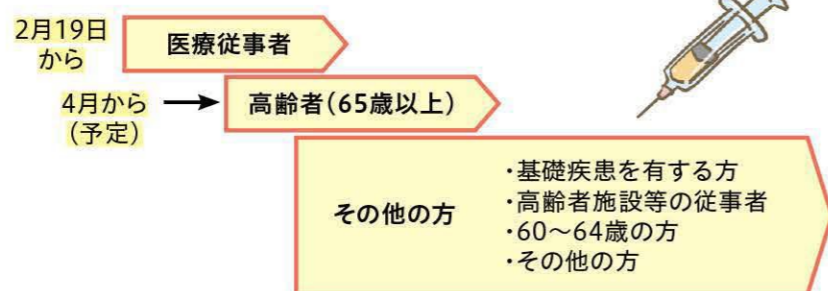 2月19日
から
医療従事者
4月から
(予定)
高齢者(65歳以上)
その他の方
・基礎疾患を有する方
・高齢者施設等の従事者
・60～64歳の方
・その他の方